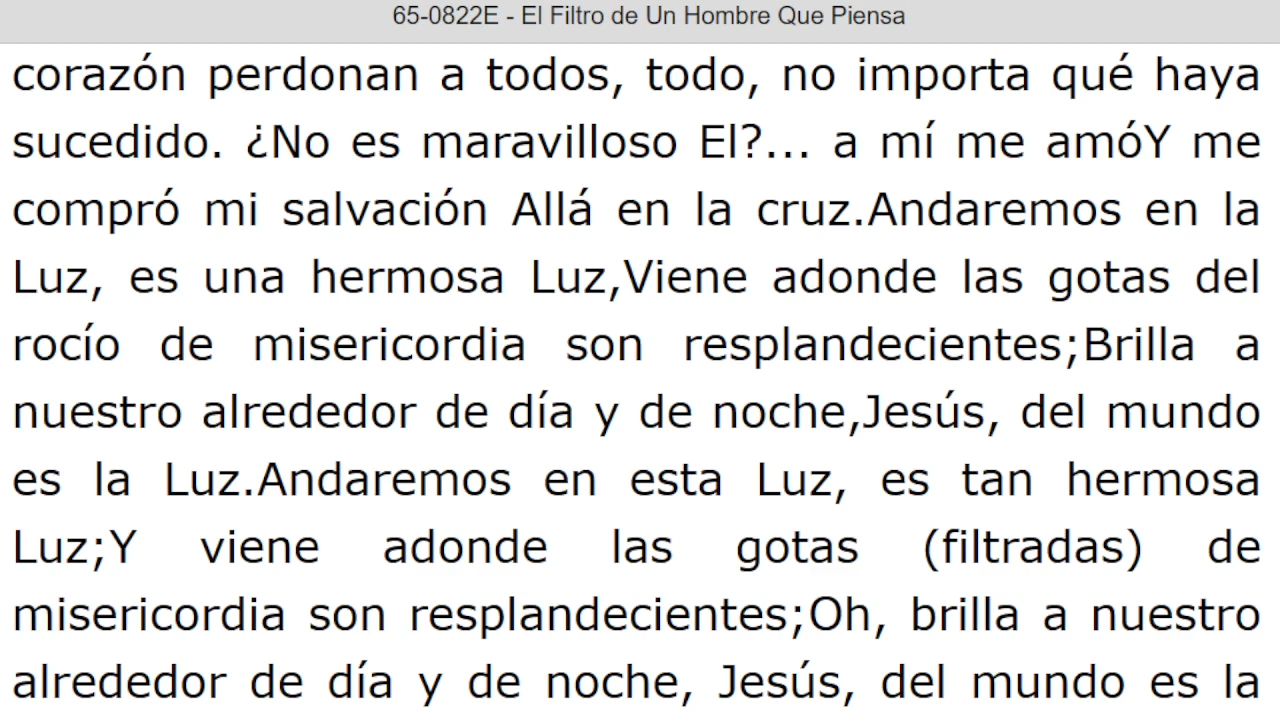 65-0822E - El Filtro de Un Hombre Que Piensa
corazón perdonan a todos, todo, no importa qué haya
sucedido. ¿No es maravilloso El?... a mí me amóY me
compró mi salvación Allá en la cruz.Andaremos en la
Luz, es una hermosa Luz,Viene adonde las gotas del
rocío de misericordia son resplandecientes;Brilla a
nuestro alrededor de día y de noche,Jesús, del mundo
es la Luz.Andaremos en esta Luz, es tan hermosa
Luz;Y viene adonde las gotas (filtradas) de
misericordia son resplandecientes;Oh, brilla a nuestro
alrededor de día y de noche, Jesús, del mundo es la